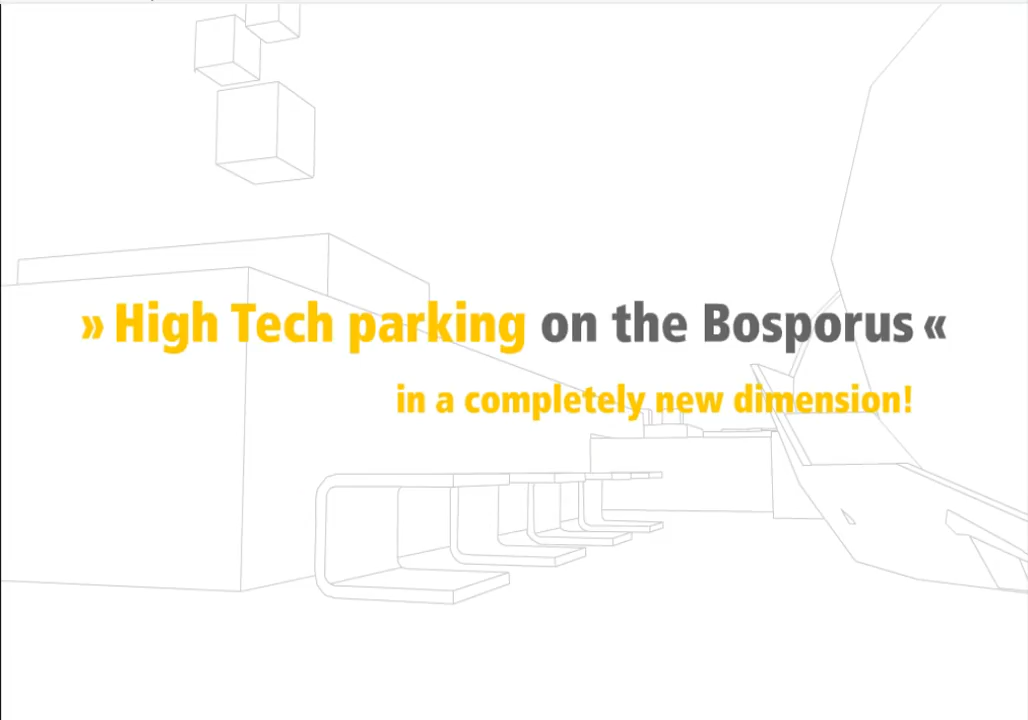 » High Tech parking on the Bosporus «
in a completely new dimension!